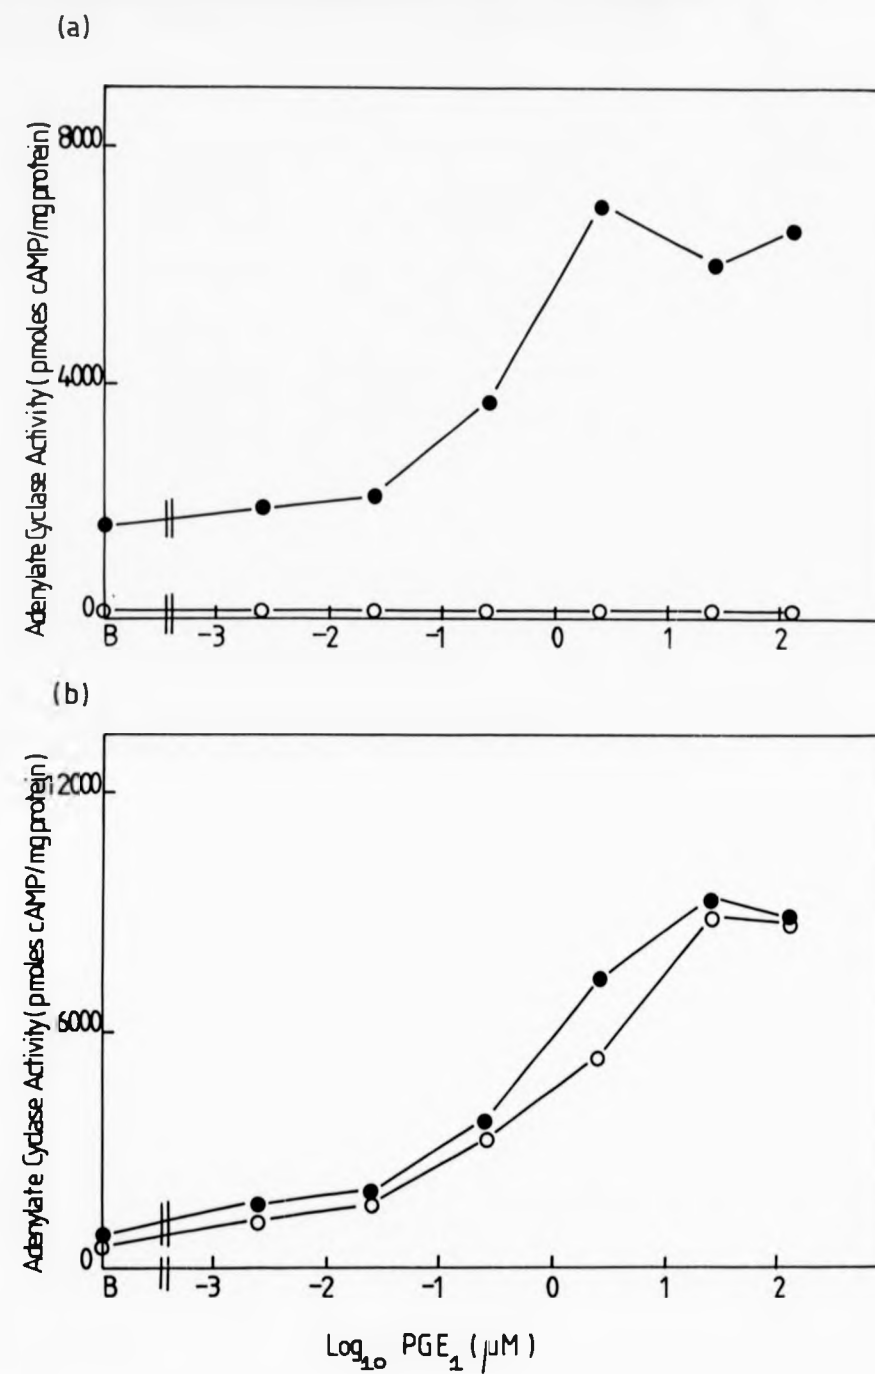 (a)
Adenylate Cyclase Activity (pmoles cAMP/mg protein)
8000
4000
0
B -3 -2 -1 0 1 2
(b)
Adenylate Cyclase Activity (pmoles cAMP/mg protein)
12000
6000
0
B -3 -2 -1 0 1 2
Log₁₀ PGE₁ (μM)